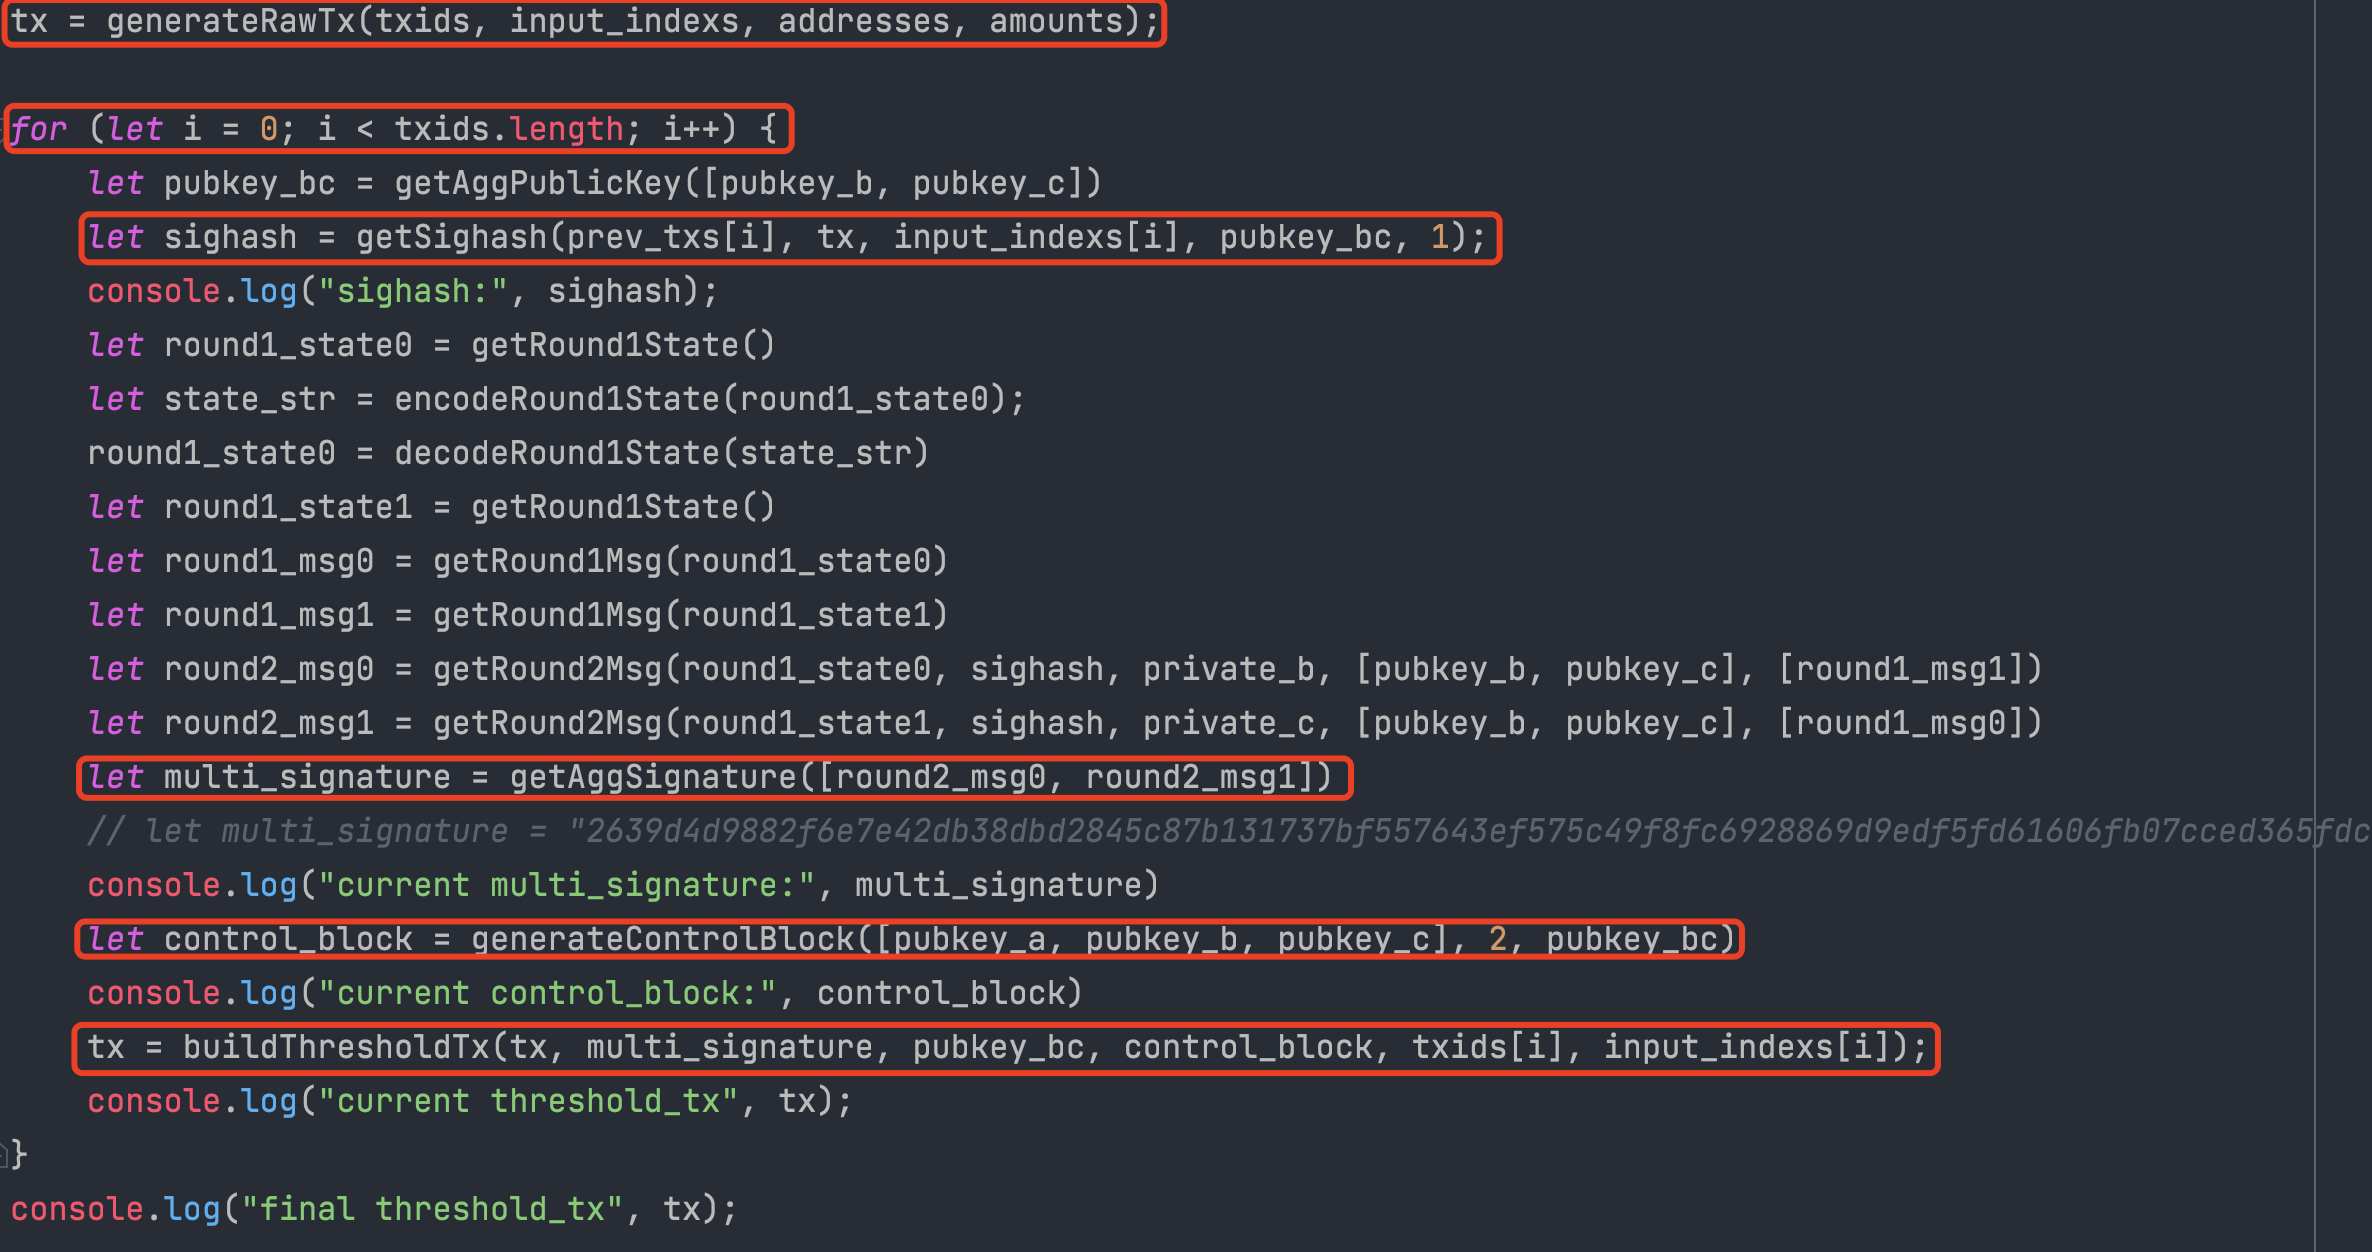 tx = generateRawTx(txids, input_indexs, addresses, amounts);
for (let i = 0; i < txids.length; i++) {
let pubkey_bc = getAggPublicKey([pubkey_b, pubkey_c])
let sighash = getSighash(prev_txs[i], tx, input_indexs[i], pubkey_bc, 1);
console.log("sighash:", sighash);
let round1_state0 = getRound1State()
let state_str = encodeRound1State(round1_state0);
round1_state0 = decodeRound1State(state_str)
let round1_state1 = getRound1State()
let round1_msg0 = getRound1Msg(round1_state0)
let round1_msg1 = getRound1Msg(round1_state1)
let round2_msg0 = getRound2Msg(round1_state0, sighash, private_b, [pubkey_b, pubkey_c], [round1_msg1])
let round2_msg1 = getRound2Msg(round1_state1, sighash, private_c, [pubkey_b, pubkey_c], [round1_msg0])
let multi_signature = getAggSignature([round2_msg0, round2_msg1])
// let multi_signature = "2639d4d9882f6e7e42db38dbd2845c87b131737bf557643ef575c49f8fc6928869d9edf5fd61606fb07cced365fdc
console.log("current multi_signature:", multi_signature)
let control_block = generateControlBlock([pubkey_a, pubkey_b, pubkey_c], 2, pubkey_bc)
console.log("current control_block:", control_block)
tx = buildThresholdTx(tx, multi_signature, pubkey_bc, control_block, txids[i], input_indexs[i]);
console.log("current threshold_tx", tx);
}
console.log("final threshold_tx", tx);